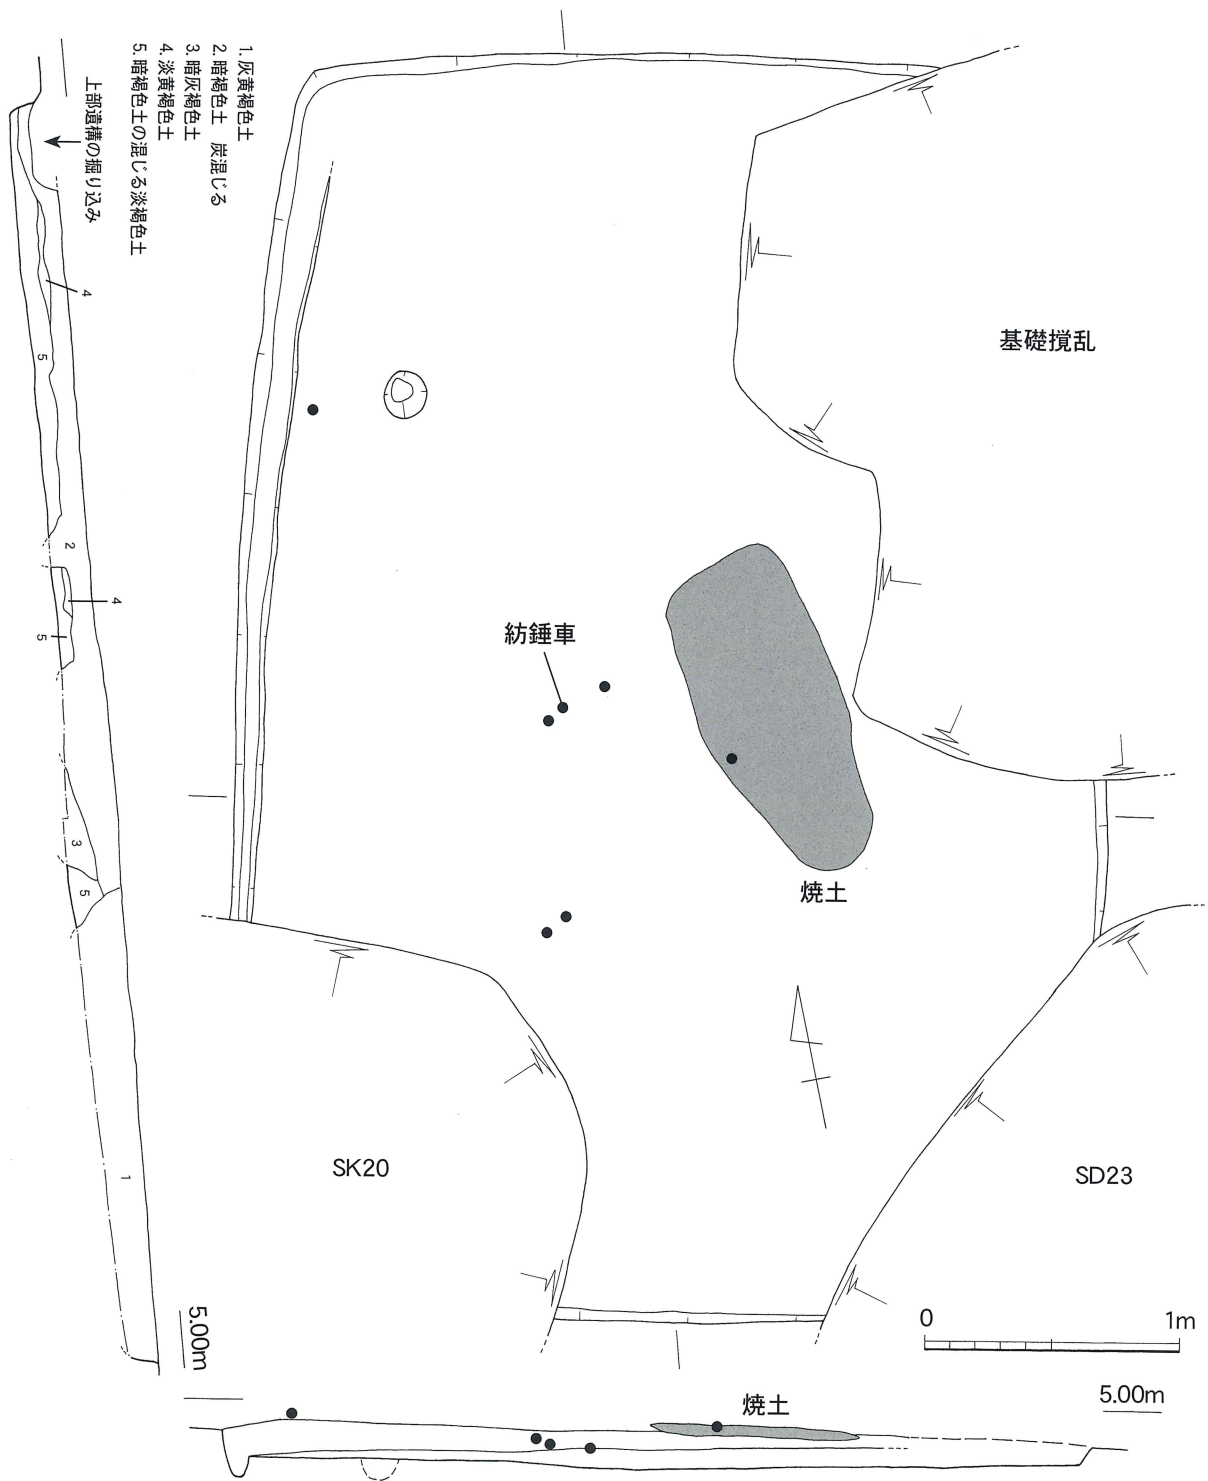 1. 灰黄褐色土
2. 暗褐色土　炭混じる
3. 暗灰褐色土
4. 淡黄褐色土
5. 暗褐色土の混じる淡褐色土
上部遺構の掘り込み
4
5
2
4
5
3
5
1
5.00m
基礎撹乱
紡錘車
焼土
SK20
SD23
0 1m
5.00m
焼土